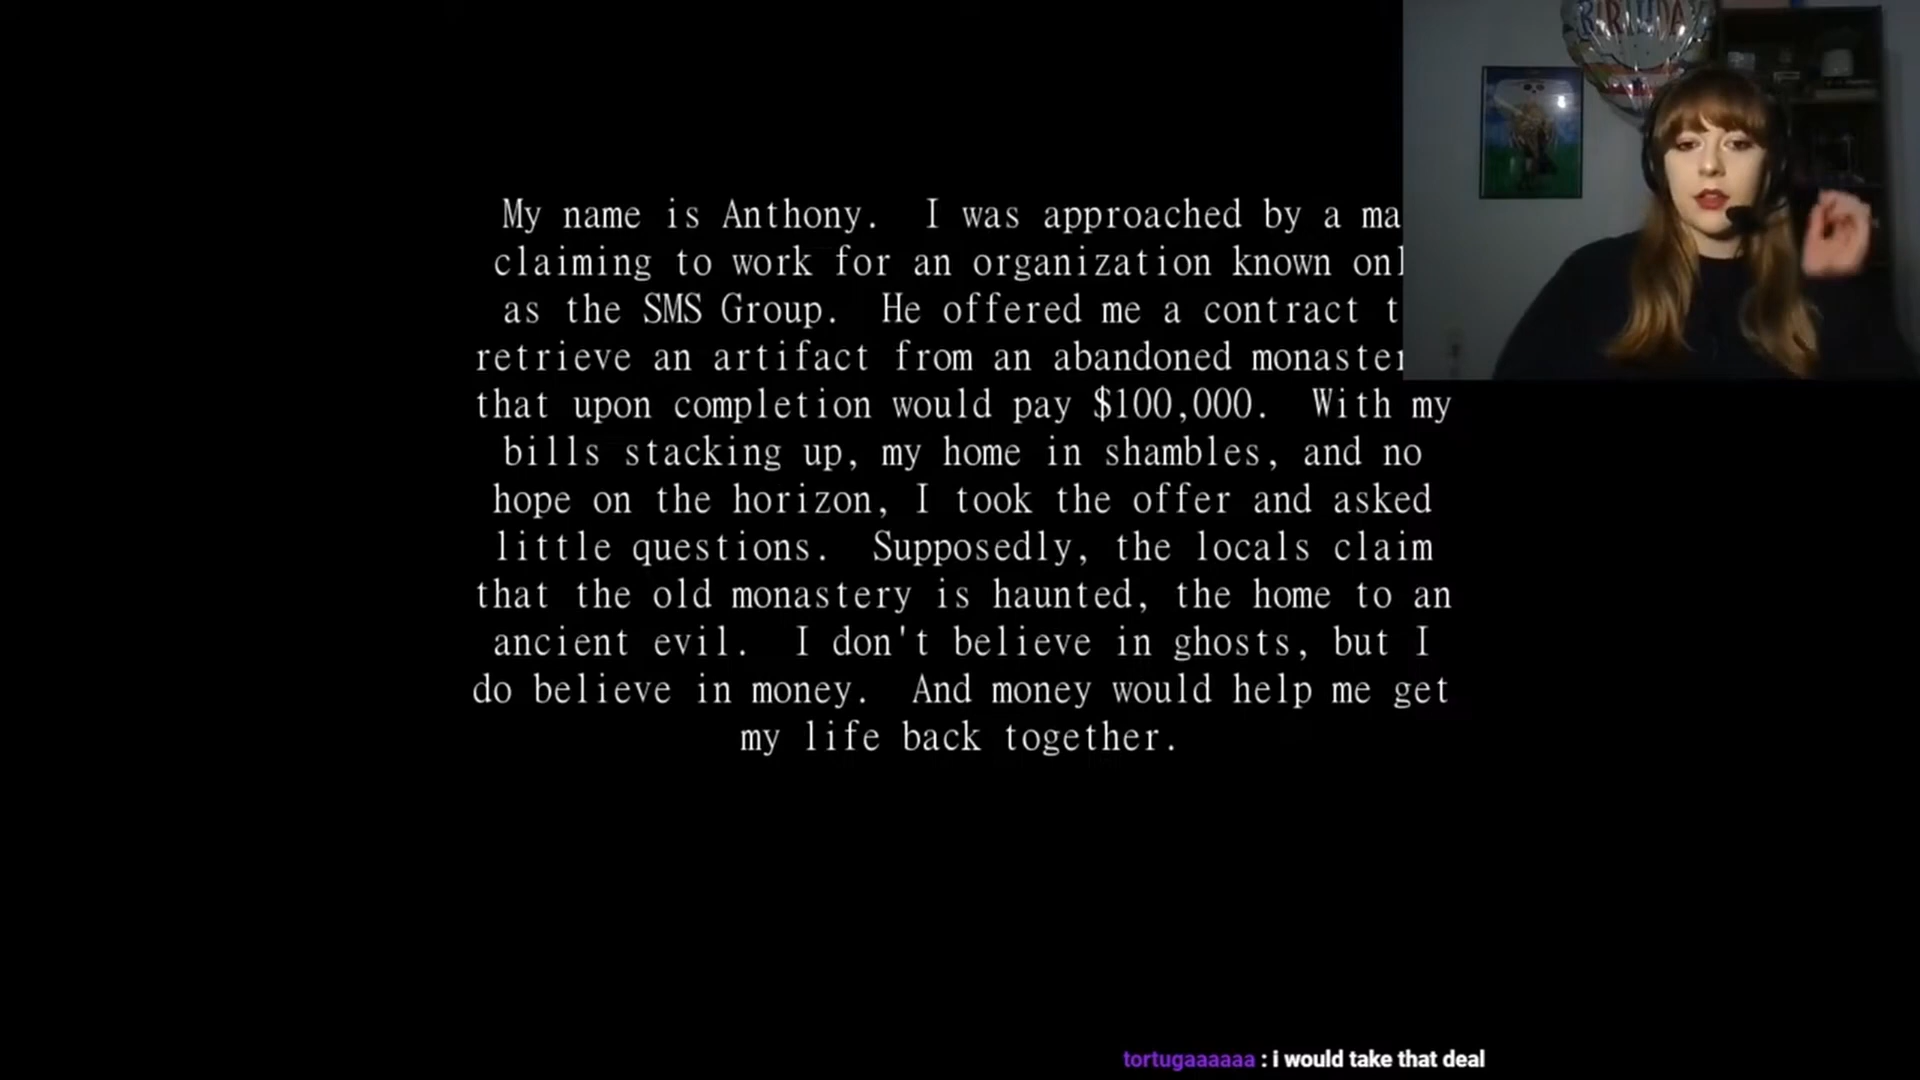 BIRTHDAY
My name is Anthony. I was approached by a ma
claiming to work for an organization known onl
as the SMS Group. He offered me a contract t
retrieve an artifact from an abandoned monaster
that upon completion would pay $100,000. With my
bills stacking up, my home in shambles, and no
hope on the horizon, I took the offer and asked
little questions. Supposedly, the locals claim
that the old monastery is haunted, the home to an
ancient evil. I don't believe in ghosts, but I
do believe in money. And money would help me get
my life back together.
tortugaaaaaa : i would take that deal